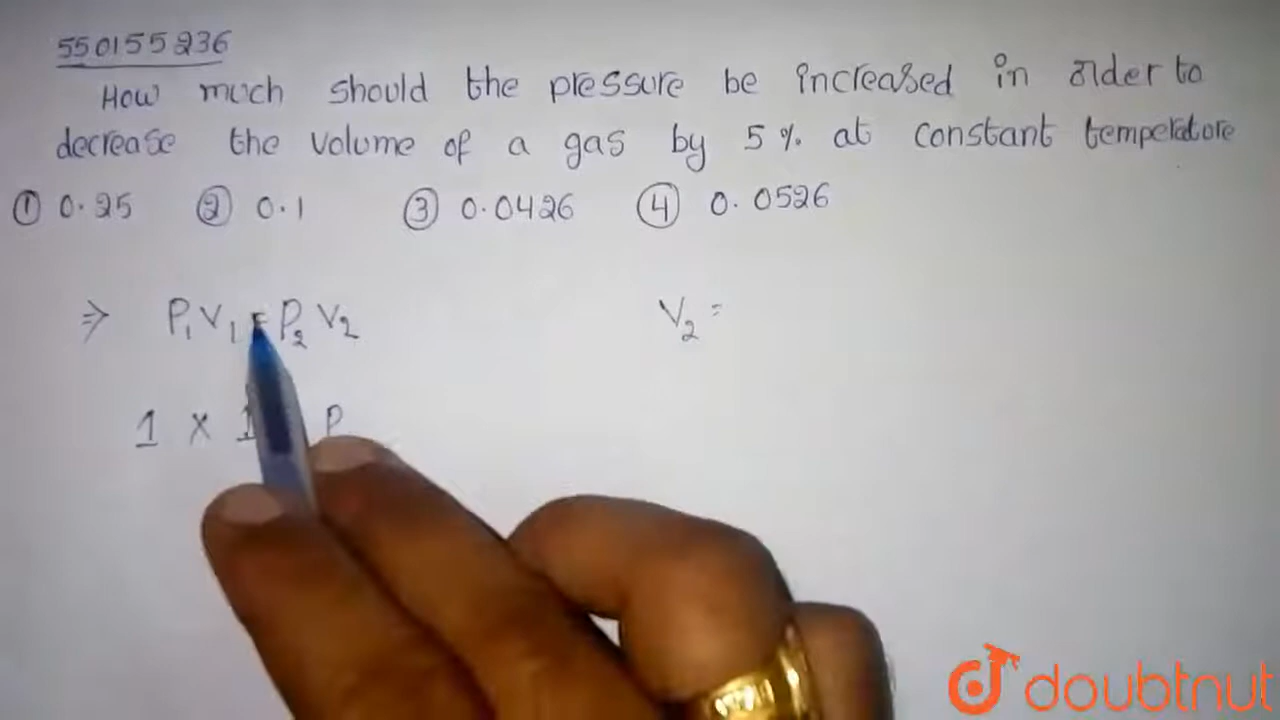 550155236
How much should the pressure be increased in order to
decrease the volume of a gas by 5% at constant temperature
① 0.25 ② 0.1 ③ 0.0426 ④ 0.0526
⇒ P₁V₁ = P₂V₂ V₂ =
1 × 1 P
doubtnut